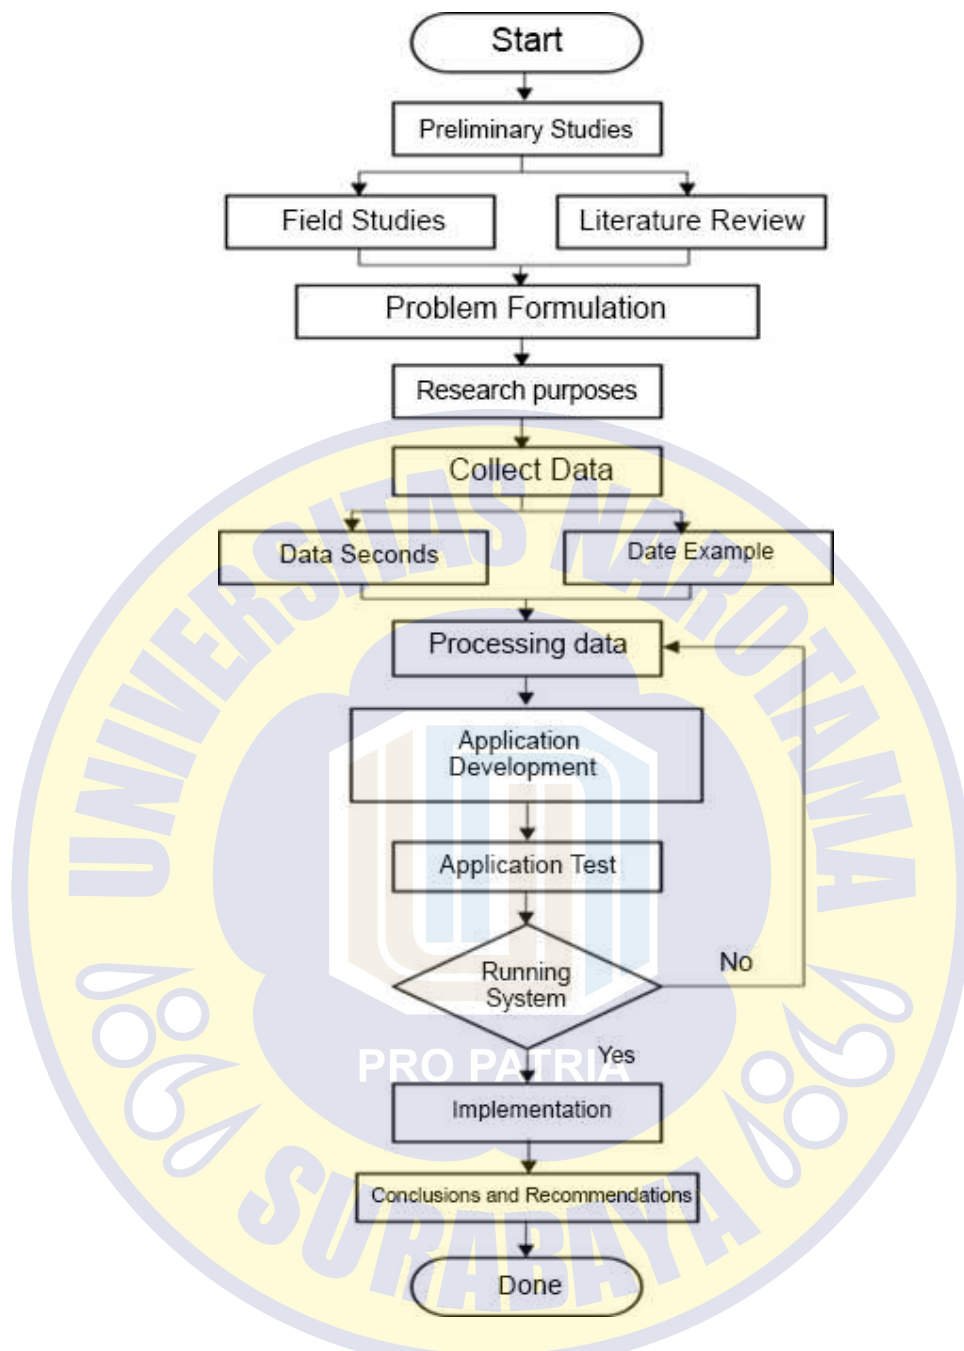 Start
Preliminary Studies
Field Studies
Literature Review
Problem Formulation
Research purposes
Collect Data
Data Seconds
Date Example
Processing data
Application
Development
Application Test
Running
System
No
Yes
Implementation
Conclusions and Recommendations
Done
UNIVERSITAS NAROTAMA
PRO PATRIA
SURABAYA